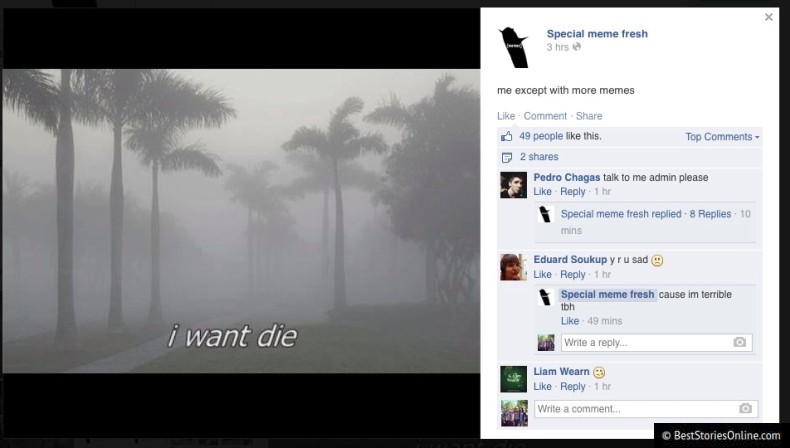 Special meme fresh
3 hrs
me except with more memes
Like · Comment · Share
49 people like this.
Top Comments
2 shares
Pedro Chagas talk to me admin please
Like · Reply · 1 hr
Special meme fresh replied · 8 Replies · 10
mins
Eduard Soukup y r u sad
Like · Reply · 1 hr
Special meme fresh cause im terrible
tbh
Like · 49 mins
Write a reply...
Liam Wearn
Like · Reply · 1 hr
Write a comment...
i want die
© BestStoriesOnline.com
i want die